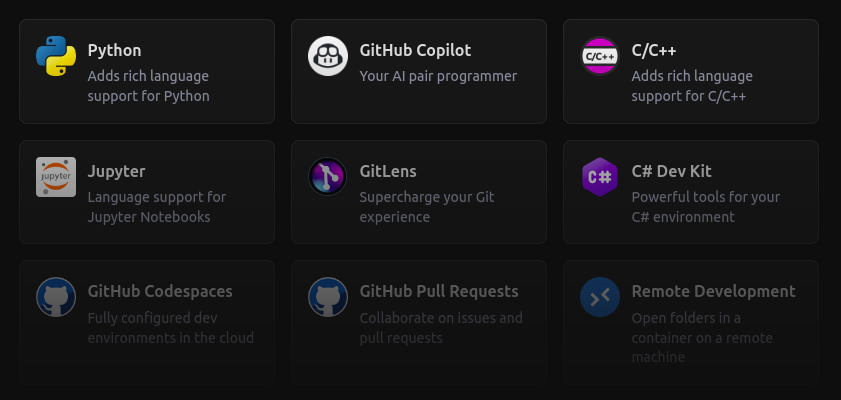 Python
Adds rich language
support for Python
GitHub Copilot
Your AI pair programmer
C/C++
C/C++
Adds rich language
support for C/C++
jupyter
Jupyter
Language support for
Jupyter Notebooks
GitLens
Supercharge your Git
experience
C#
C# Dev Kit
Powerful tools for your
C# environment
GitHub Codespaces
Fully configured dev
environments in the cloud
GitHub Pull Requests
Collaborate on issues and
pull requests
Remote Development
Open folders in a
container on a remote
machine